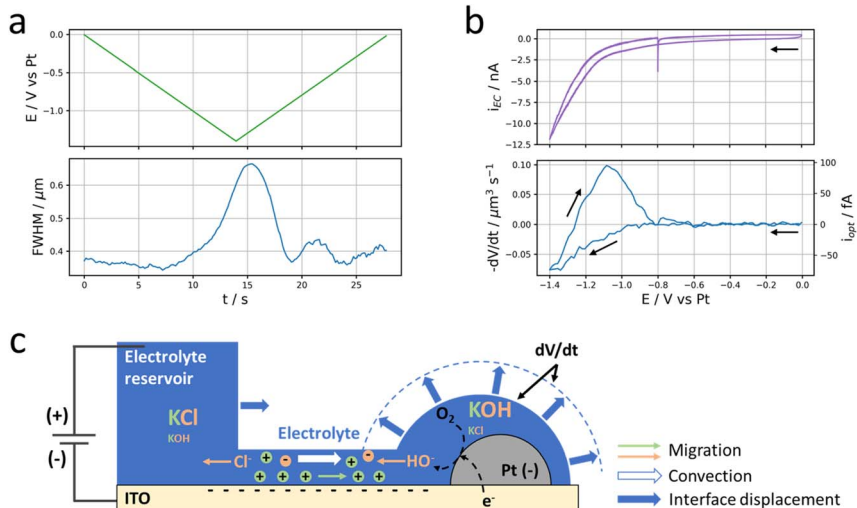 a
E / V vs Pt
0.0
−0.5
−1.0
FWHM / μm
0.6
0.5
0.4
0 5 10 15 20 25
t / s
b
i_EC / nA
0.0
−2.5
−5.0
−7.5
−10.0
−12.5
-dV/dt / μm³ s⁻¹
0.10
0.05
0.00
−0.05
100
50
0
−50
i_opt / fA
−1.4 −1.2 −1.0 −0.8 −0.6 −0.4 −0.2 0.0
E / V vs Pt
c
Electrolyte
reservoir
KCl
KOH
(+)
(-)
ITO
Electrolyte
Cl⁻
+ - + -
+ + + + +
- - - - - - - - - - - -
HO⁻
O₂
KOH
KCl
Pt (-)
e⁻
dV/dt
Migration
Convection
Interface displacement